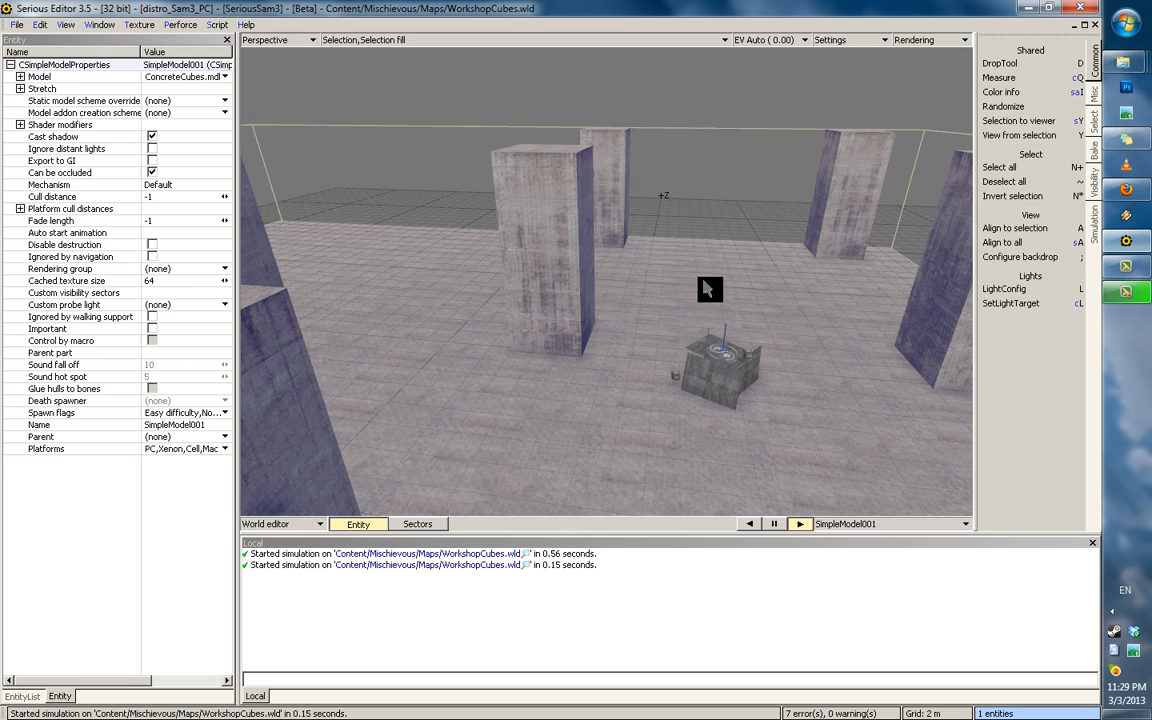 Serious Editor 3.5 - [32 bit] - [distro_Sam3_PC] - [SeriousSam3] - [Beta] - Content/Mischievous/Maps/WorkshopCubes.wld
File Edit View Window Texture Perforce Script Help
Entity
Name Value
CSimpleModelProperties SimpleModel001 (CSimp
Model ConcreteCubes.mdl
Stretch
Static model scheme override (none)
Model addon creation scheme (none)
Shader modifiers
Cast shadow
Ignore distant lights
Export to GI
Can be occluded
Mechanism Default
Cull distance -1
Platform cull distances
Fade length -1
Auto start animation
Disable destruction
Ignored by navigation
Rendering group (none)
Cached texture size 64
Custom visibility sectors
Custom probe light (none)
Ignored by walking support
Important
Control by macro
Parent part
Sound fall off 10
Sound hot spot 5
Glue hulls to bones
Death spawner (none)
Spawn flags Easy difficulty,No...
Name SimpleModel001
Parent (none)
Platforms PC,Xenon,Cell,Mac
EntityList Entity
Perspective Selection,Selection fill EV Auto ( 0.00) Settings Rendering
+Z
World editor Entity Sectors SimpleModel001
Local
Started simulation on 'Content/Mischievous/Maps/WorkshopCubes.wld' in 0.56 seconds.
Started simulation on 'Content/Mischievous/Maps/WorkshopCubes.wld' in 0.15 seconds.
Local
Shared
DropTool D
Measure cQ
Color info saI
Randomize
Selection to viewer sY
View from selection Y
Select
Select all N+
Deselect all ~
Invert selection N*
View
Align to selection A
Align to all sA
Configure backdrop ;
Lights
LightConfig L
SetLightTarget cL
Common
Misc
Select
Bake
Visibility
Simulation
EN
11:29 PM
3/3/2013
Started simulation on 'Content/Mischievous/Maps/WorkshopCubes.wld' in 0.15 seconds. 7 error(s), 0 warning(s) Grid: 2 m 1 entities